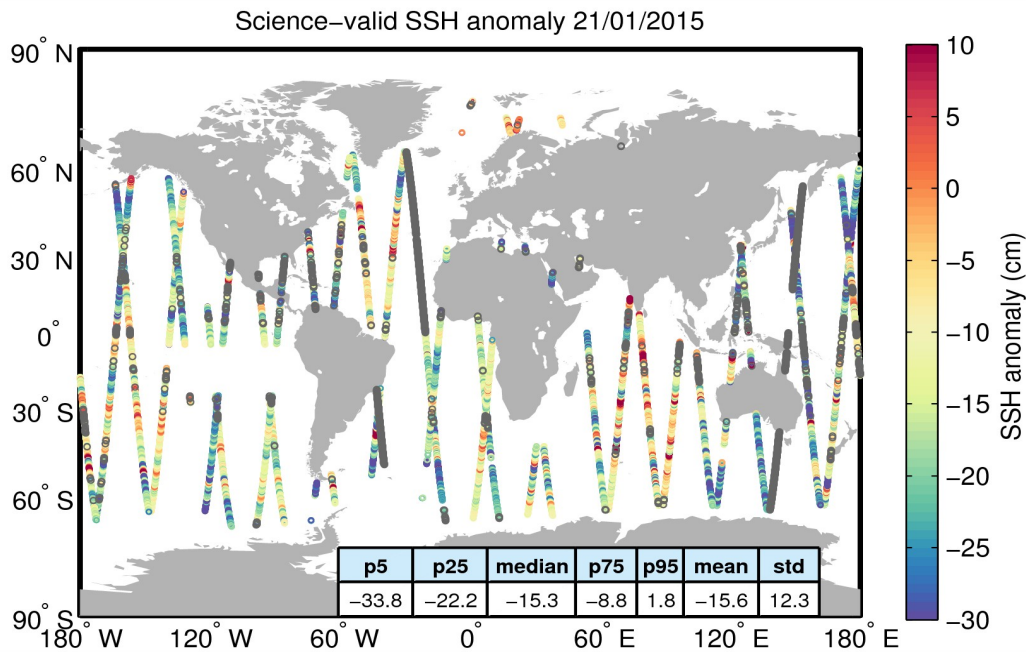 Science−valid SSH anomaly 21/01/2015
90° N
60° N
30° N
0°
30° S
60° S
90° S
180° W
120° W
60° W
0°
60° E
120° E
180° E
p5 p25 median p75 p95 mean std
−33.8 −22.2 −15.3 −8.8 1.8 −15.6 12.3
10
5
0
−5
−10
−15
−20
−25
−30
SSH anomaly (cm)